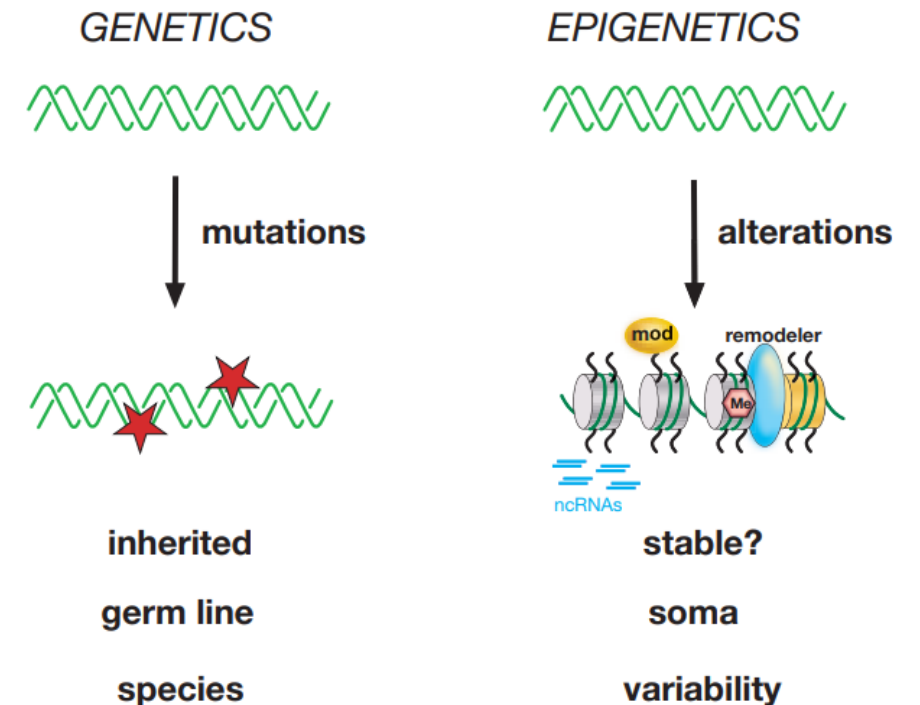 GENETICS
EPIGENETICS
mutations
alterations
mod
remodeler
Me
ncRNAs
inherited
stable?
germ line
soma
species
variability